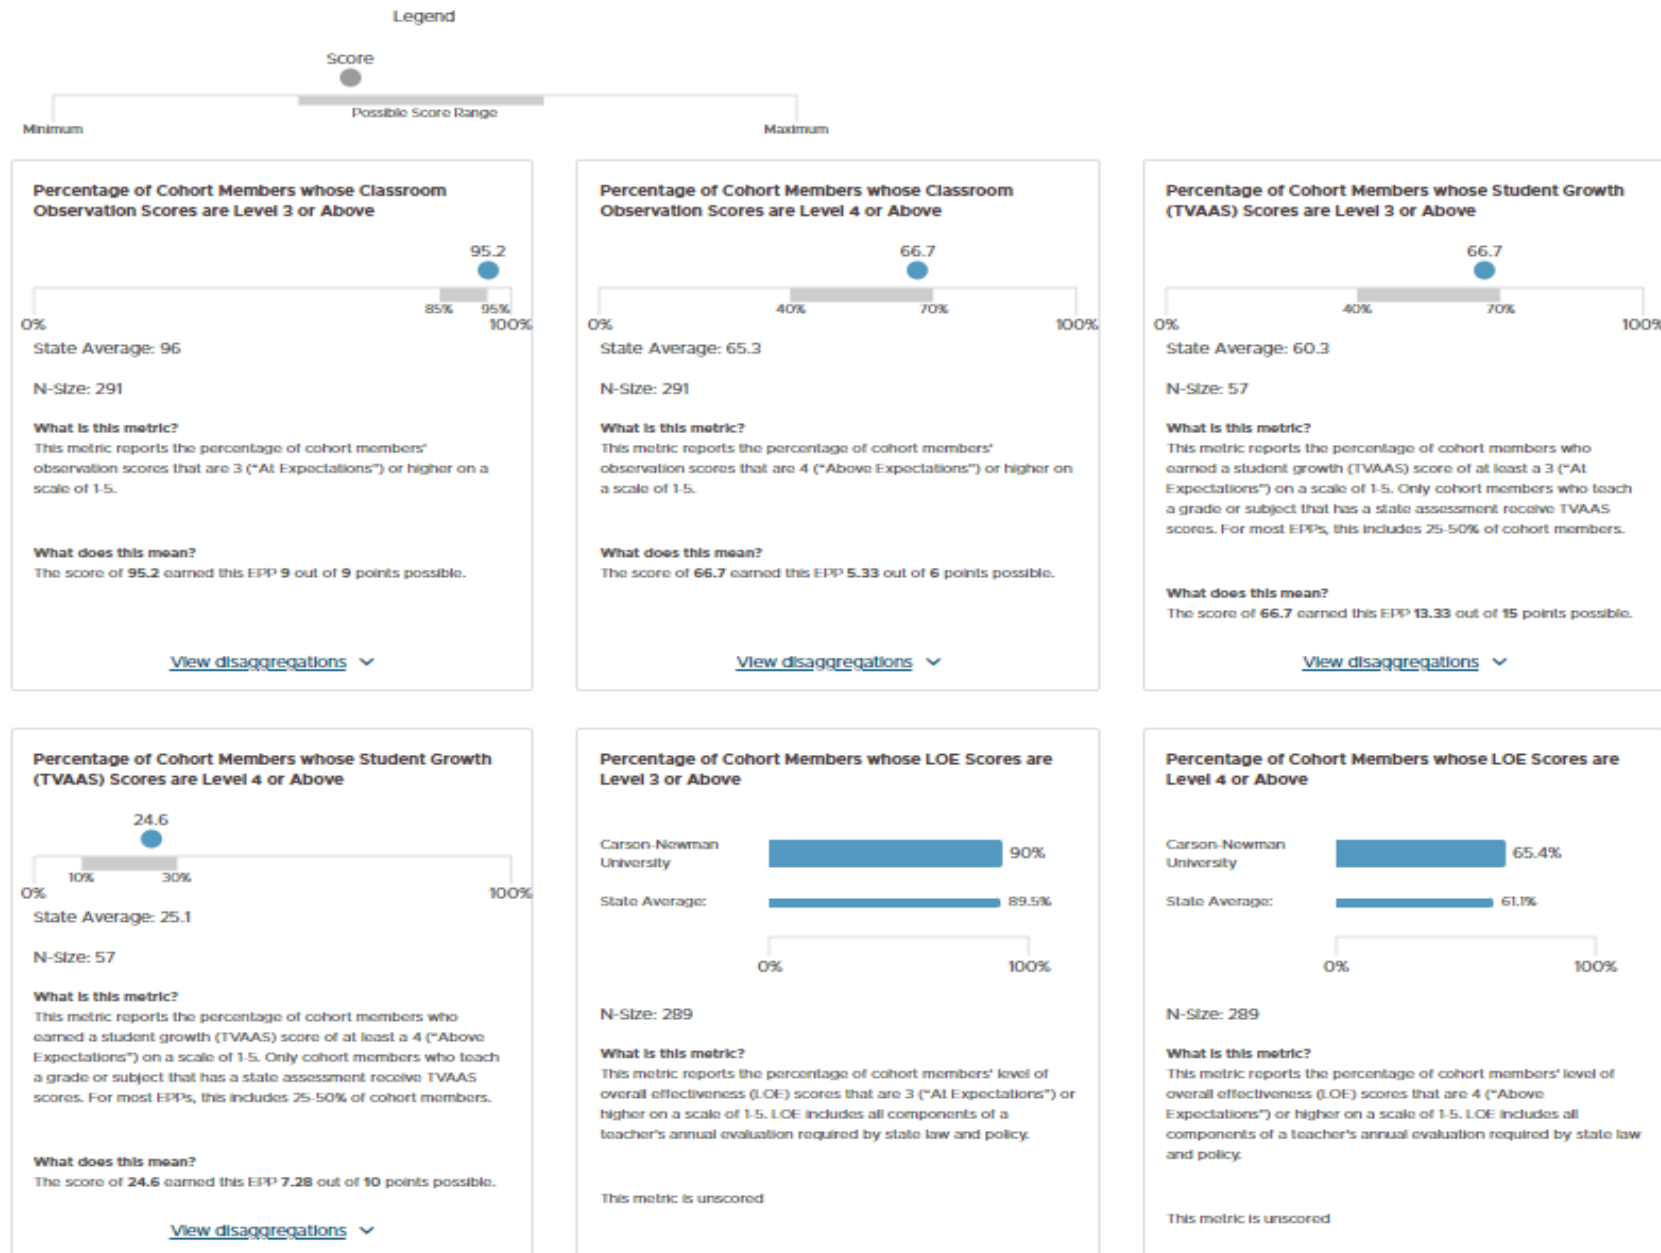 Legend
Score
Possible Score Range
Minimum
Maximum
Percentage of Cohort Members whose Classroom
Observation Scores are Level 3 or Above
95.2
85%
95%
0%
100%
State Average: 96
N-Size: 291
What is this metric?
This metric reports the percentage of cohort members'
observation scores that are 3 ("At Expectations") or higher on a
scale of 1-5.
What does this mean?
The score of 95.2 earned this EPP 9 out of 9 points possible.
View disaggregations
Percentage of Cohort Members whose Classroom
Observation Scores are Level 4 or Above
66.7
40%
70%
0%
100%
State Average: 65.3
N-Size: 291
What is this metric?
This metric reports the percentage of cohort members'
observation scores that are 4 ("Above Expectations") or higher on
a scale of 1-5.
What does this mean?
The score of 66.7 earned this EPP 5.33 out of 6 points possible.
View disaggregations
Percentage of Cohort Members whose Student Growth
(TVAAS) Scores are Level 3 or Above
66.7
40%
70%
0%
100%
State Average: 60.3
N-Size: 57
What is this metric?
This metric reports the percentage of cohort members who
earned a student growth (TVAAS) score of at least a 3 ("At
Expectations") on a scale of 1-5. Only cohort members who teach
a grade or subject that has a state assessment receive TVAAS
scores. For most EPPs, this includes 25-50% of cohort members.
What does this mean?
The score of 66.7 earned this EPP 13.33 out of 15 points possible.
View disaggregations
Percentage of Cohort Members whose Student Growth
(TVAAS) Scores are Level 4 or Above
24.6
10%
30%
0%
100%
State Average: 25.1
N-Size: 57
What is this metric?
This metric reports the percentage of cohort members who
earned a student growth (TVAAS) score of at least a 4 ("Above
Expectations") on a scale of 1-5. Only cohort members who teach
a grade or subject that has a state assessment receive TVAAS
scores. For most EPPs, this includes 25-50% of cohort members.
What does this mean?
The score of 24.6 earned this EPP 7.28 out of 10 points possible.
View disaggregations
Percentage of Cohort Members whose LOE Scores are
Level 3 or Above
Carson-Newman
University
90%
State Average:
89.5%
0%
100%
N-Size: 289
What is this metric?
This metric reports the percentage of cohort members' level of
overall effectiveness (LOE) scores that are 3 ("At Expectations") or
higher on a scale of 1-5. LOE includes all components of a
teacher's annual evaluation required by state law and policy.
This metric is unscored
Percentage of Cohort Members whose LOE Scores are
Level 4 or Above
Carson-Newman
University
65.4%
State Average:
61.1%
0%
100%
N-Size: 289
What is this metric?
This metric reports the percentage of cohort members' level of
overall effectiveness (LOE) scores that are 4 ("Above
Expectations") or higher on a scale of 1-5. LOE includes all
components of a teacher's annual evaluation required by state law
and policy.
This metric is unscored